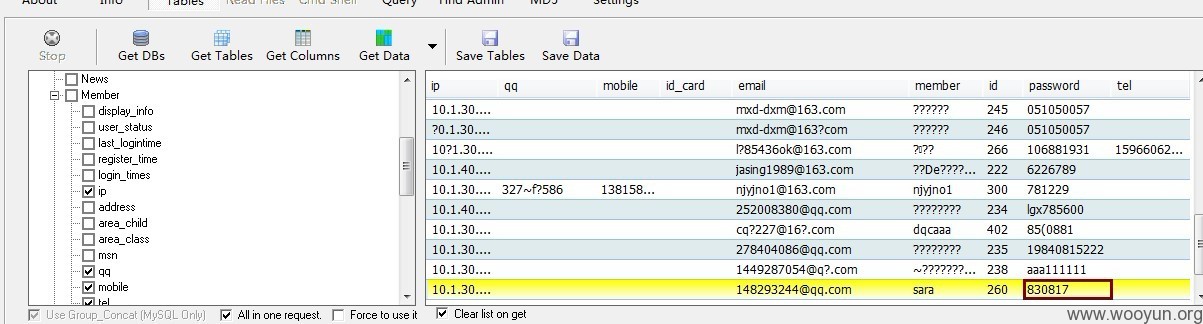 About Info Tables Read Files Cmd Shell Query Find Admin MD5 Settings
Stop Get DBs Get Tables Get Columns Get Data Save Tables Save Data
News
Member
display_info
user_status
last_logintime
register_time
login_times
ip
address
area_child
area_class
msn
qq
mobile
tel
ip qq mobile id_card email member id password tel
10.1.30.... mxd-dxm@163.com ?????? 245 051050057
?0.1.30.... mxd-dxm@163?com ?????? 246 051050057
10?1.30.... l?85436ok@163.com 266 106881931 15966062...
10.1.40.... jasing1989@163.com ??De????... 222 6226789
10.1.30.... 327~f?586 138158... njyjno1@163.com njyjno1 300 781229
10.1.40.... 252008380@qq.com ???????? 234 lgx785600
10.1.30.... cq?227@16?.com dqcaaa 402 85(0881
10.1.30.... 278404086@qq.com ???????? 235 19840815222
10.1.30.... 1449287054@q?.com ~???????... 238 aaa111111
10.1.30.... 148293244@qq.com sara 260 830817
Use Group_Concat (MySQL Only) All in one request. Force to use it Clear list on get
www.wooyun.org